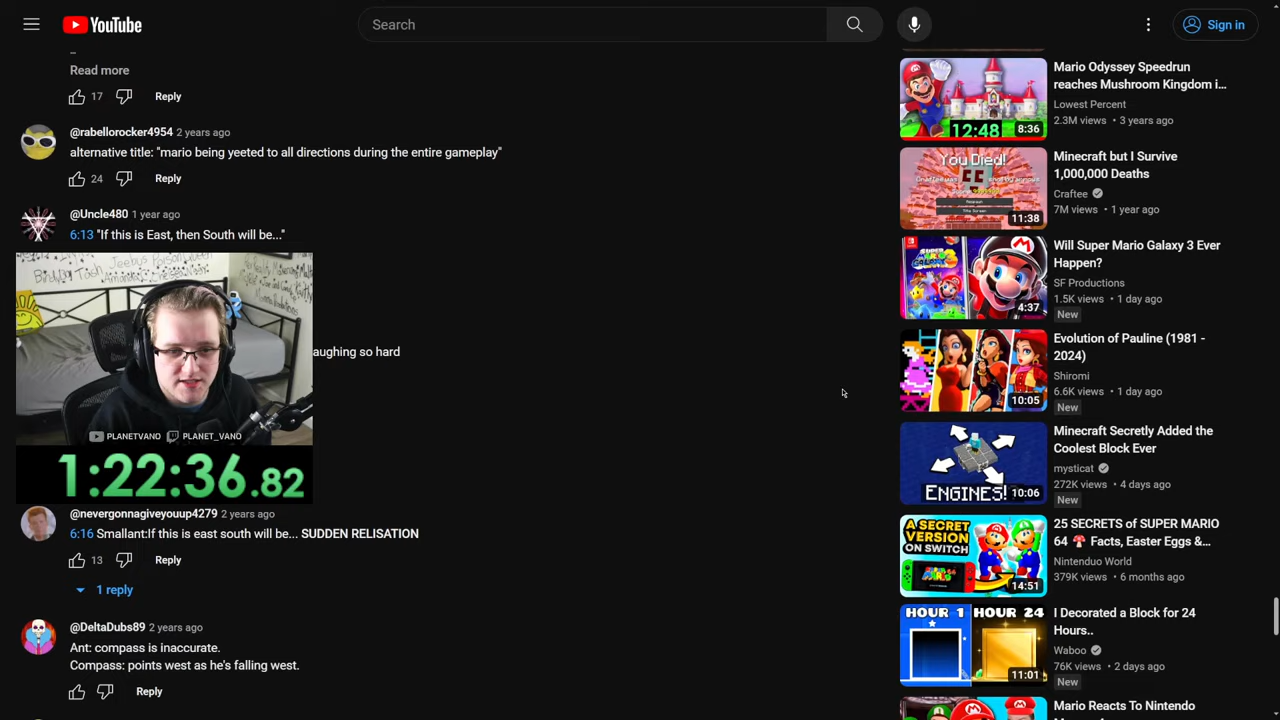 YouTube
Search
Sign in
Read more
17
Reply
@rabellorocker4954 2 years ago
alternative title: "mario being yeeted to all directions during the entire gameplay"
24
Reply
@Uncle480 1 year ago
6:13 "If this is East, then South will be..."
aughing so hard
PLANETVANO PLANET_VANO
1:22:36.82
@nevergonnagiveyouup4279 2 years ago
6:16 Smallant:If this is east south will be... SUDDEN RELISATION
13
Reply
1 reply
@DeltaDubs89 2 years ago
Ant: compass is inaccurate.
Compass: points west as he's falling west.
Reply
12:48
8:36
Mario Odyssey Speedrun
reaches Mushroom Kingdom i...
Lowest Percent
2.3M views • 3 years ago
You Died!
11:38
Minecraft but I Survive
1,000,000 Deaths
Craftee
7M views • 1 year ago
4:37
Will Super Mario Galaxy 3 Ever
Happen?
SF Productions
1.5K views • 1 day ago
New
10:05
Evolution of Pauline (1981 -
2024)
Shiromi
6.6K views • 1 day ago
New
ENGINES!
10:06
Minecraft Secretly Added the
Coolest Block Ever
mysticat
272K views • 4 days ago
New
A SECRET
VERSION
ON SWITCH
14:51
25 SECRETS of SUPER MARIO
64 🍄 Facts, Easter Eggs &...
Nintenduo World
379K views • 6 months ago
HOUR 1 HOUR 24
11:01
I Decorated a Block for 24
Hours..
Waboo
76K views • 2 days ago
New
Mario Reacts To Nintendo